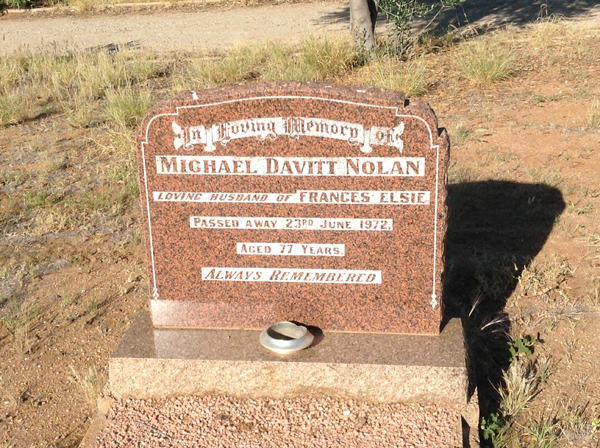 In Loving Memory of
MICHAEL DAVITT NOLAN
LOVING HUSBAND OF FRANCES ELSIE
PASSED AWAY 23RD JUNE 1972.
AGED 77 YEARS.
ALWAYS REMEMBERED